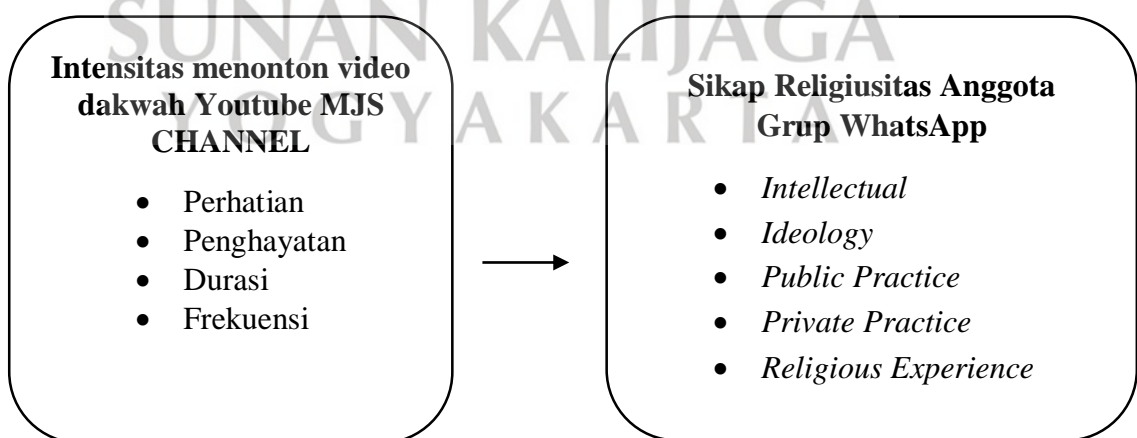 SUNAN KALIJAGA
YOGYAKARTA
Intensitas menonton video
dakwah Youtube MJS
CHANNEL
• Perhatian
• Penghayatan
• Durasi
• Frekuensi
Sikap Religiusitas Anggota
Grup WhatsApp
• Intellectual
• Ideology
• Public Practice
• Private Practice
• Religious Experience